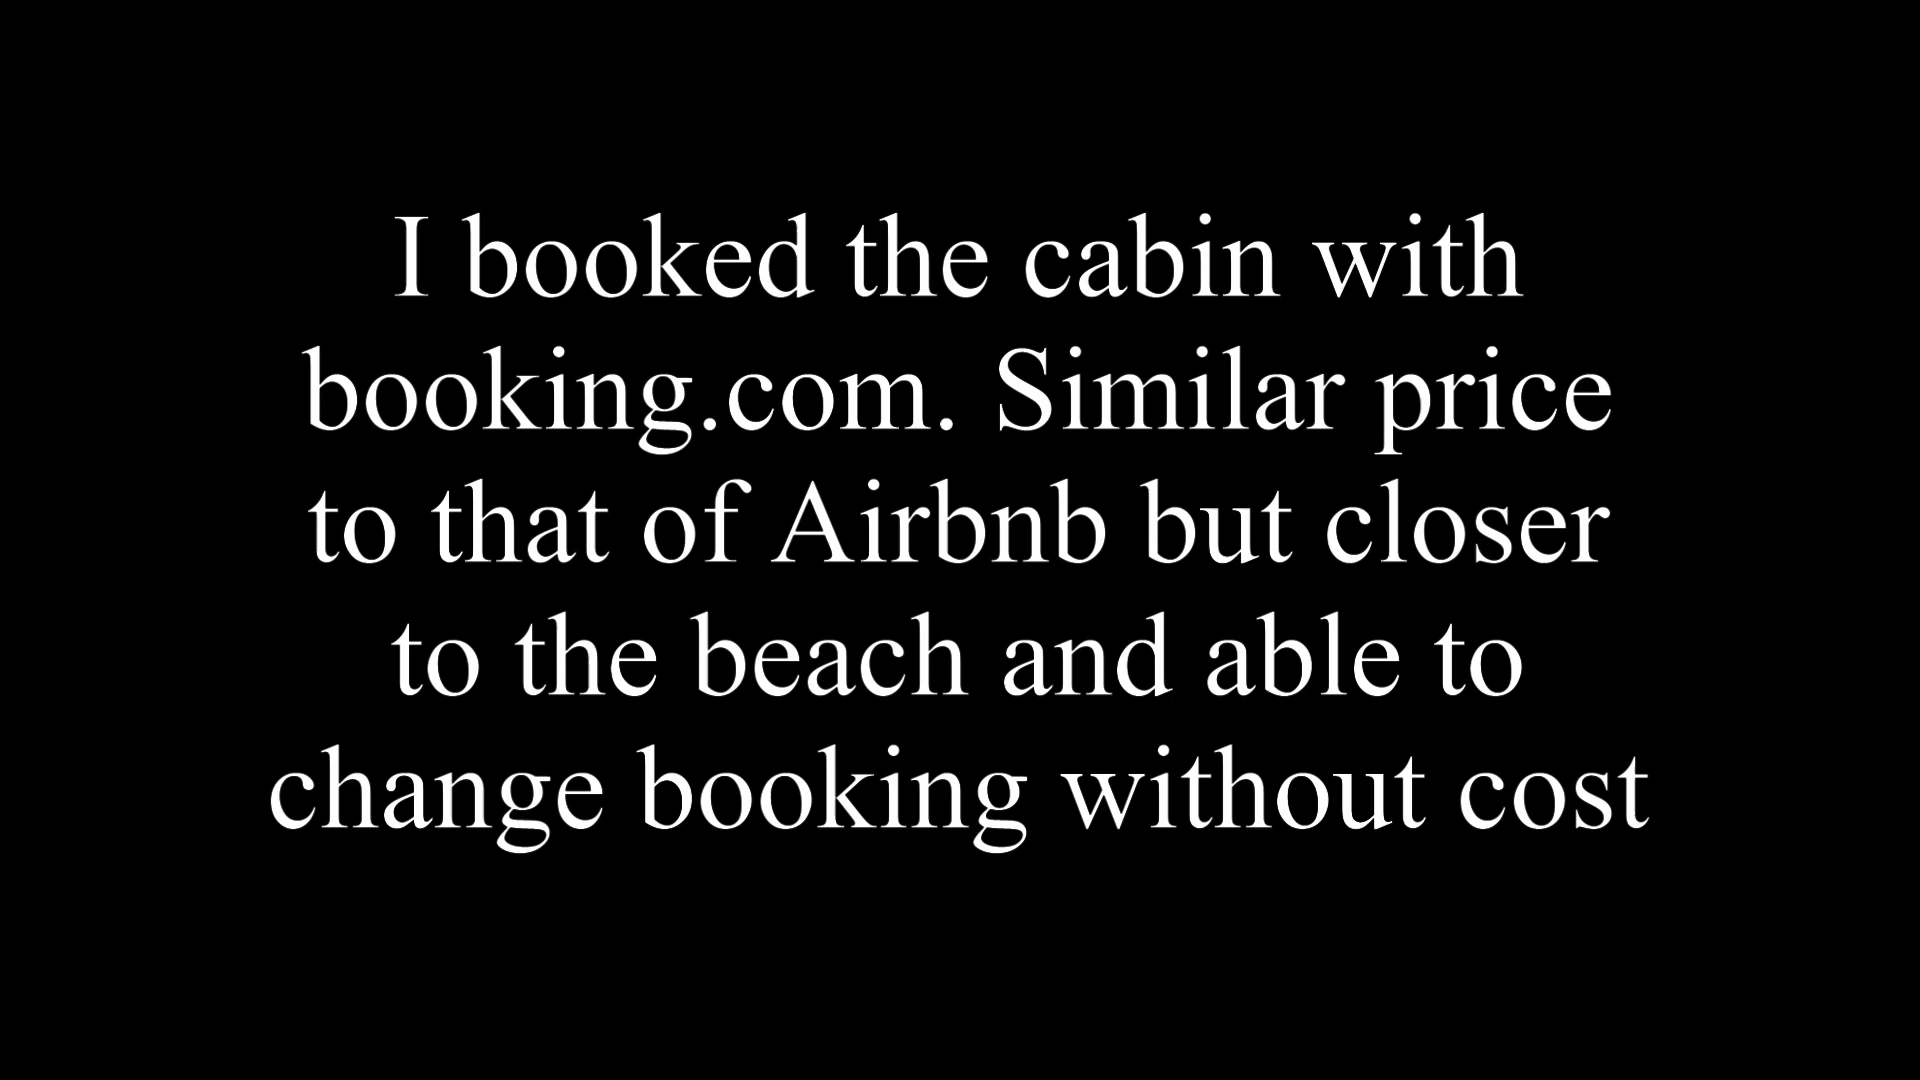 I booked the cabin with
booking.com. Similar price
to that of Airbnb but closer
to the beach and able to
change booking without cost